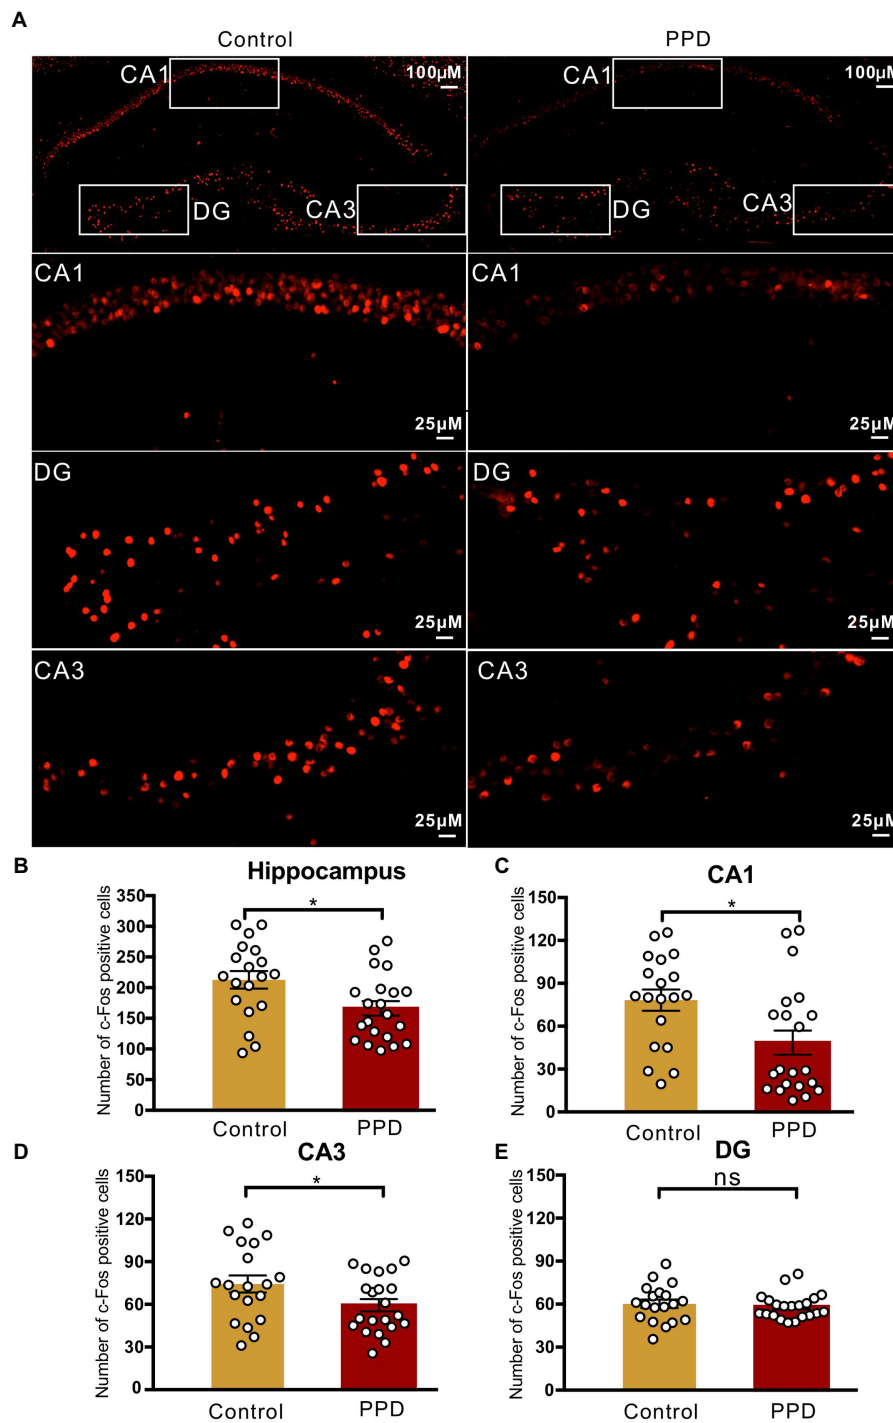 A
Control PPD
CA1 100µM CA1 100µM
DG CA3 DG CA3
CA1 CA1
25µM 25µM
DG DG
25µM 25µM
CA3 CA3
25µM 25µM
B Hippocampus
Number of c-Fos positive cells
350
300
250
200
150
100
50
0
*
Control PPD
C CA1
Number of c-Fos positive cells
150
120
90
60
30
0
*
Control PPD
D CA3
Number of c-Fos positive cells
150
120
90
60
30
0
*
Control PPD
E DG
Number of c-Fos positive cells
150
120
90
60
30
0
ns
Control PPD